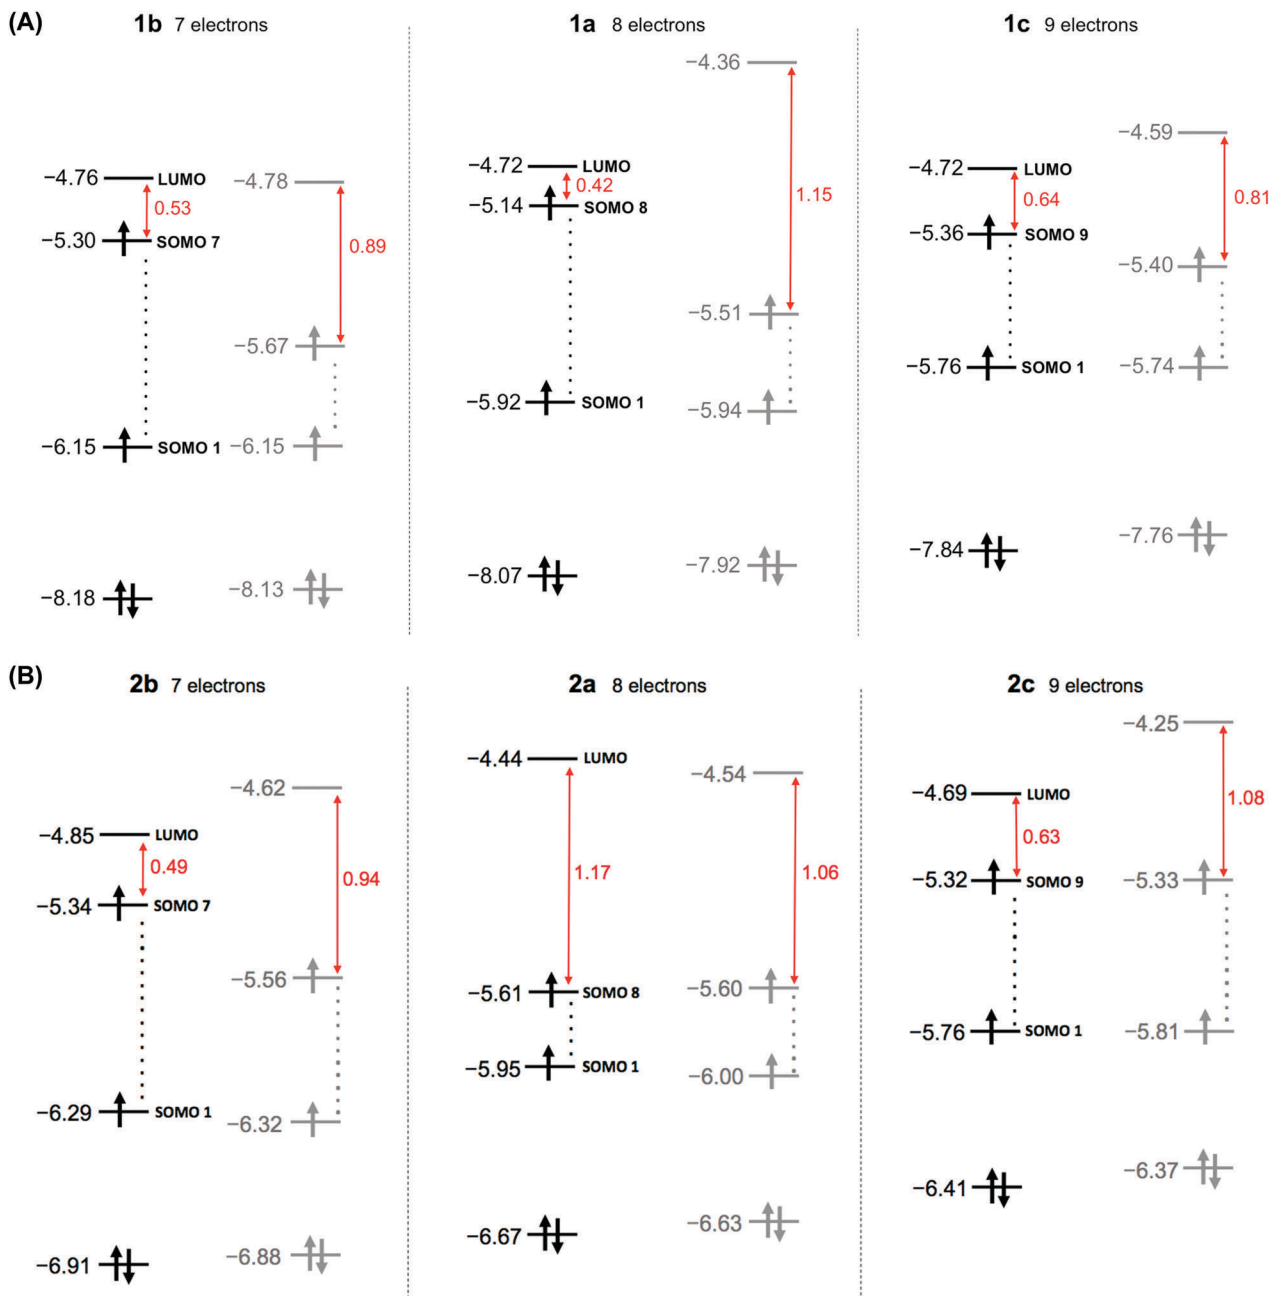 (A)
1b 7 electrons
1a 8 electrons
1c 9 electrons
−4.36
−4.59
−4.76 LUMO
−4.78
−4.72 LUMO
−4.72 LUMO
0.53
0.89
0.42
1.15
0.64
0.81
−5.30 SOMO 7
−5.14 SOMO 8
−5.36 SOMO 9
−5.40
−5.67
−5.51
−5.76 SOMO 1
−5.74
−6.15 SOMO 1
−6.15
−5.92 SOMO 1
−5.94
−8.18
−8.13
−8.07
−7.92
−7.84
−7.76
(B)
2b 7 electrons
2a 8 electrons
2c 9 electrons
−4.25
−4.62
−4.44 LUMO
−4.54
−4.69 LUMO
−4.85 LUMO
0.49
0.94
1.17
1.06
0.63
1.08
−5.34 SOMO 7
−5.56
−5.61 SOMO 8
−5.60
−5.32 SOMO 9
−5.33
−6.29 SOMO 1
−6.32
−5.95 SOMO 1
−6.00
−5.76 SOMO 1
−5.81
−6.91
−6.88
−6.67
−6.63
−6.41
−6.37